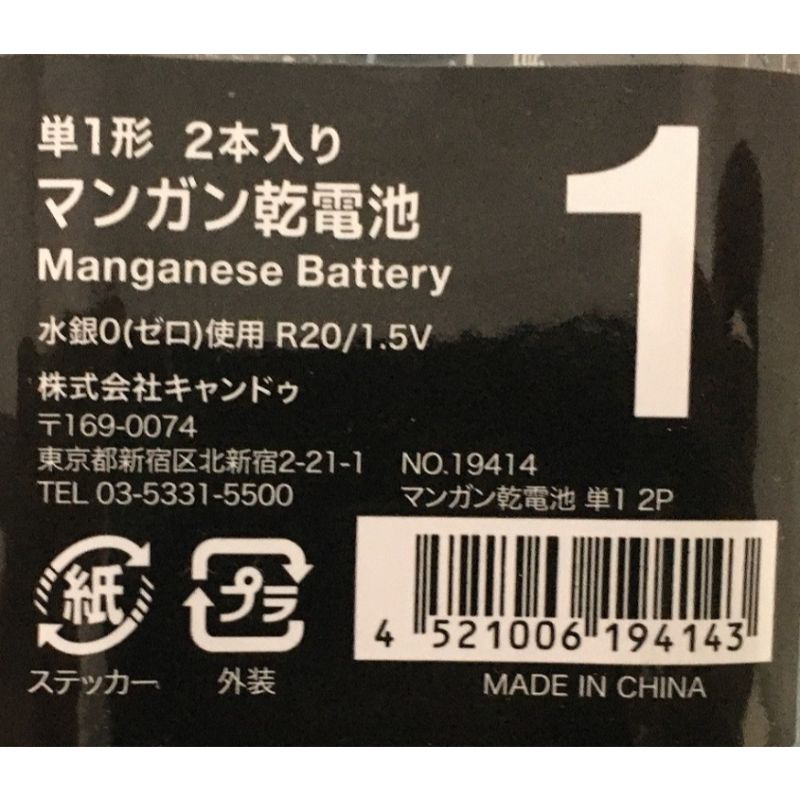 単1形 2本入り
マンガン乾電池
Manganese Battery
水銀0(ゼロ)使用 R20/1.5V
1
株式会社キャンドゥ
〒169-0074
東京都新宿区北新宿2-21-1
TEL 03-5331-5500
NO.19414
マンガン乾電池 単1 2P
紙
ステッカー
プラ
外装
4 521006 194143
MADE IN CHINA